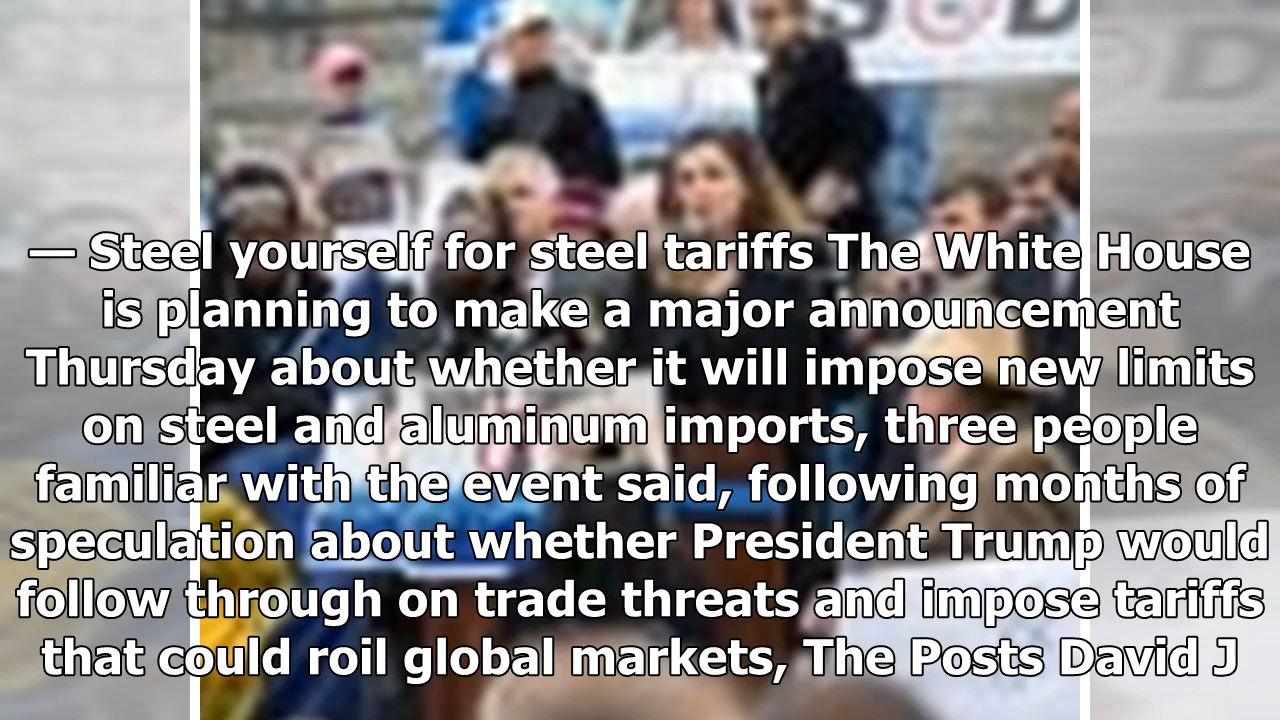 — Steel yourself for steel tariffs The White House
is planning to make a major announcement
Thursday about whether it will impose new limits
on steel and aluminum imports, three people
familiar with the event said, following months of
speculation about whether President Trump would
follow through on trade threats and impose tariffs
that could roil global markets, The Posts David J